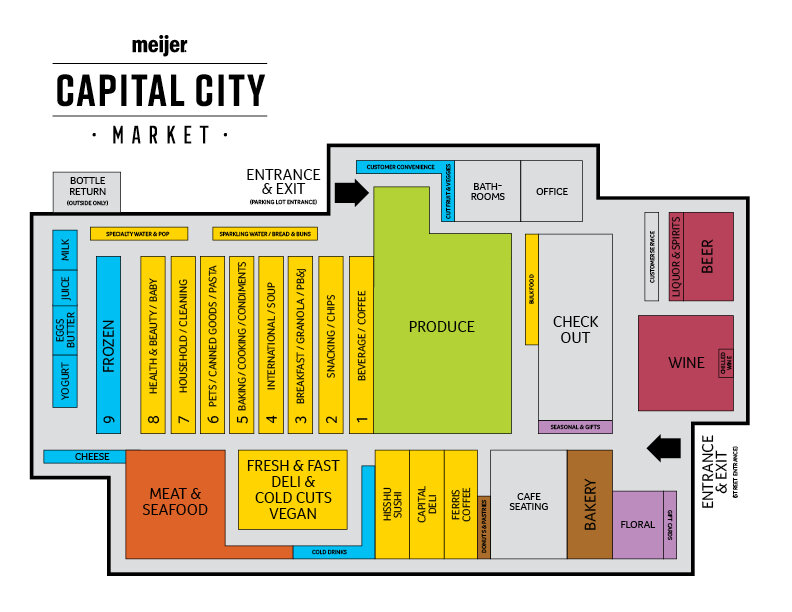 meijer
CAPITAL CITY
· MARKET ·
BOTTLE
RETURN
(OUTSIDE ONLY)
ENTRANCE
& EXIT
(PARKING LOT ENTRANCE)
CUSTOMER CONVENIENCE
CUT FRUIT & VEGGIES
BATH-
ROOMS
OFFICE
SPECIALTY WATER & POP
SPARKLING WATER / BREAD & BUNS
MILK
JUICE
EGGS
BUTTER
YOGURT
9 FROZEN
8 HEALTH & BEAUTY / BABY
7 HOUSEHOLD / CLEANING
6 PETS / CANNED GOODS / PASTA
5 BAKING / COOKING / CONDIMENTS
4 INTERNATIONAL / SOUP
3 BREAKFAST / GRANOLA / PB&J
2 SNACKING / CHIPS
1 BEVERAGE / COFFEE
PRODUCE
BULK FOOD
CHECK
OUT
SEASONAL & GIFTS
CUSTOMER SERVICE
LIQUOR & SPIRITS
BEER
WINE
CHILLED
WINE
CHEESE
MEAT &
SEAFOOD
FRESH & FAST
DELI &
COLD CUTS
VEGAN
COLD DRINKS
HISSHU
SUSHI
CAPITAL
DELI
FERRIS
COFFEE
DONUTS & PASTRIES
CAFE
SEATING
BAKERY
FLORAL
GIFT CARDS
ENTRANCE
& EXIT
(STREET ENTRANCE)